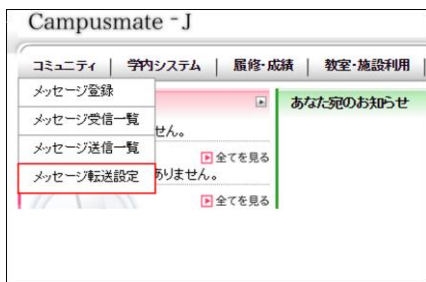 Campusmate -J
コミュニティ | 学内システム | 履修・成績 | 教室・施設利用 |
メッセージ登録
あなた宛のお知らせ
メッセージ受信一覧
せん。
メッセージ送信一覧
全てを見る
メッセージ転送設定
ありません。
全てを見る